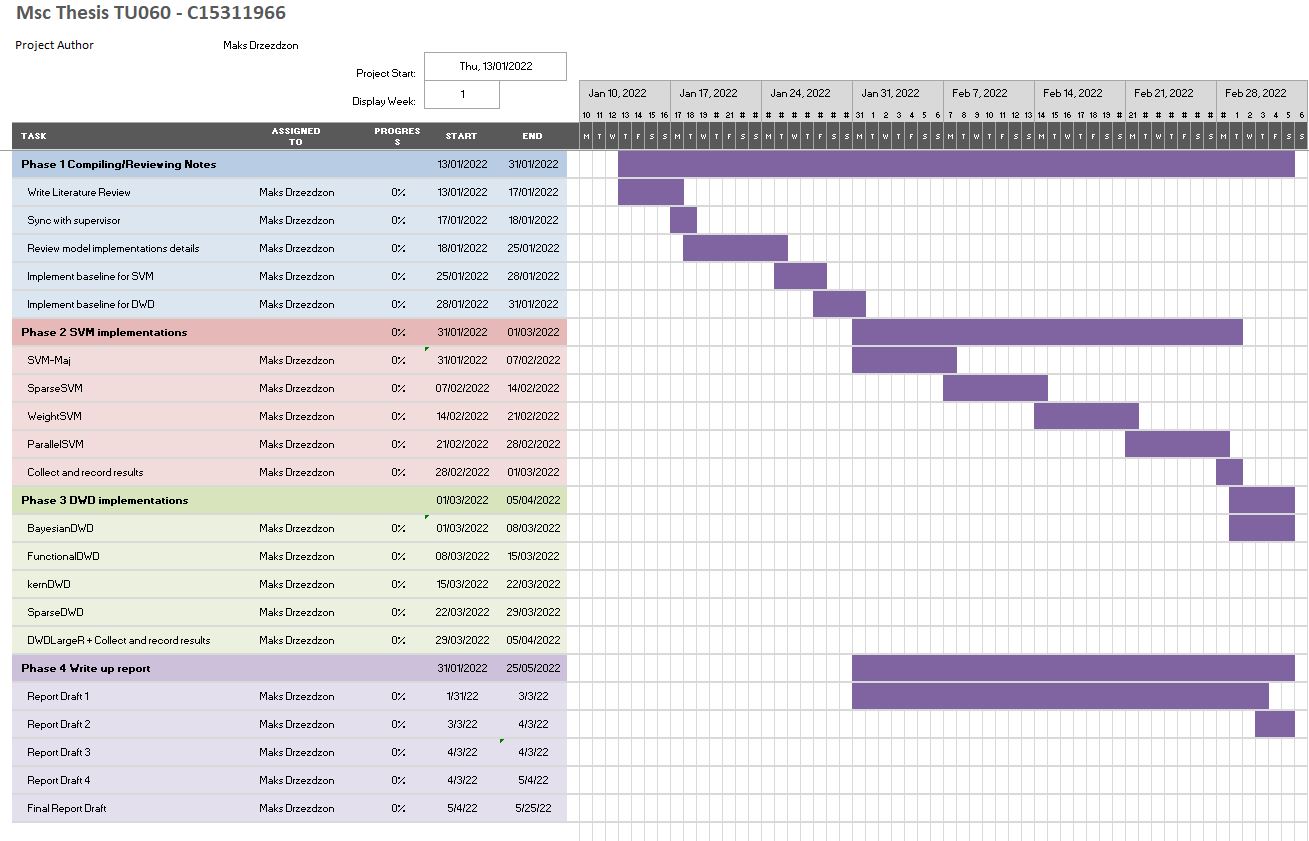 Msc Thesis TU060 - C15311966
Project Author Maks Drzezdzon
Project Start: Thu, 13/01/2022
Display Week: 1
Jan 10, 2022 Jan 17, 2022 Jan 24, 2022 Jan 31, 2022 Feb 7, 2022 Feb 14, 2022 Feb 21, 2022 Feb 28, 2022
10 11 12 13 14 15 16 17 18 19 # 21 # # # # # # # # # 31 1 2 3 4 5 6 7 8 9 10 11 12 13 14 15 16 17 18 19 # 21 # # # # # # # 1 2 3 4 5 6
TASK ASSIGNED TO PROGRES S START END M T W T F S S M T W T F S S M T W T F S S M T W T F S S M T W T F S S M T W T F S S M T W T F S S M T W T F S S
Phase 1 Compiling/Reviewing Notes 13/01/2022 31/01/2022
Write Literature Review Maks Drzezdzon 0% 13/01/2022 17/01/2022
Sync with supervisor Maks Drzezdzon 0% 17/01/2022 18/01/2022
Review model implementations details Maks Drzezdzon 0% 18/01/2022 25/01/2022
Implement baseline for SVM Maks Drzezdzon 0% 25/01/2022 28/01/2022
Implement baseline for DWD Maks Drzezdzon 0% 28/01/2022 31/01/2022
Phase 2 SVM implementations 0% 31/01/2022 01/03/2022
SVM-Maj Maks Drzezdzon 0% 31/01/2022 07/02/2022
SparseSVM Maks Drzezdzon 0% 07/02/2022 14/02/2022
WeightSVM Maks Drzezdzon 0% 14/02/2022 21/02/2022
ParallelSVM Maks Drzezdzon 0% 21/02/2022 28/02/2022
Collect and record results Maks Drzezdzon 0% 28/02/2022 01/03/2022
Phase 3 DWD implementations 01/03/2022 05/04/2022
BayesianDWD Maks Drzezdzon 0% 01/03/2022 08/03/2022
FunctionalDWD Maks Drzezdzon 0% 08/03/2022 15/03/2022
kernDWD Maks Drzezdzon 0% 15/03/2022 22/03/2022
SparseDWD Maks Drzezdzon 0% 22/03/2022 29/03/2022
DWDLargeR + Collect and record results Maks Drzezdzon 0% 29/03/2022 05/04/2022
Phase 4 Write up report 31/01/2022 25/05/2022
Report Draft 1 Maks Drzezdzon 0% 1/31/22 3/3/22
Report Draft 2 Maks Drzezdzon 0% 3/3/22 4/3/22
Report Draft 3 Maks Drzezdzon 0% 4/3/22 4/3/22
Report Draft 4 Maks Drzezdzon 0% 4/3/22 5/4/22
Final Report Draft Maks Drzezdzon 0% 5/4/22 5/25/22